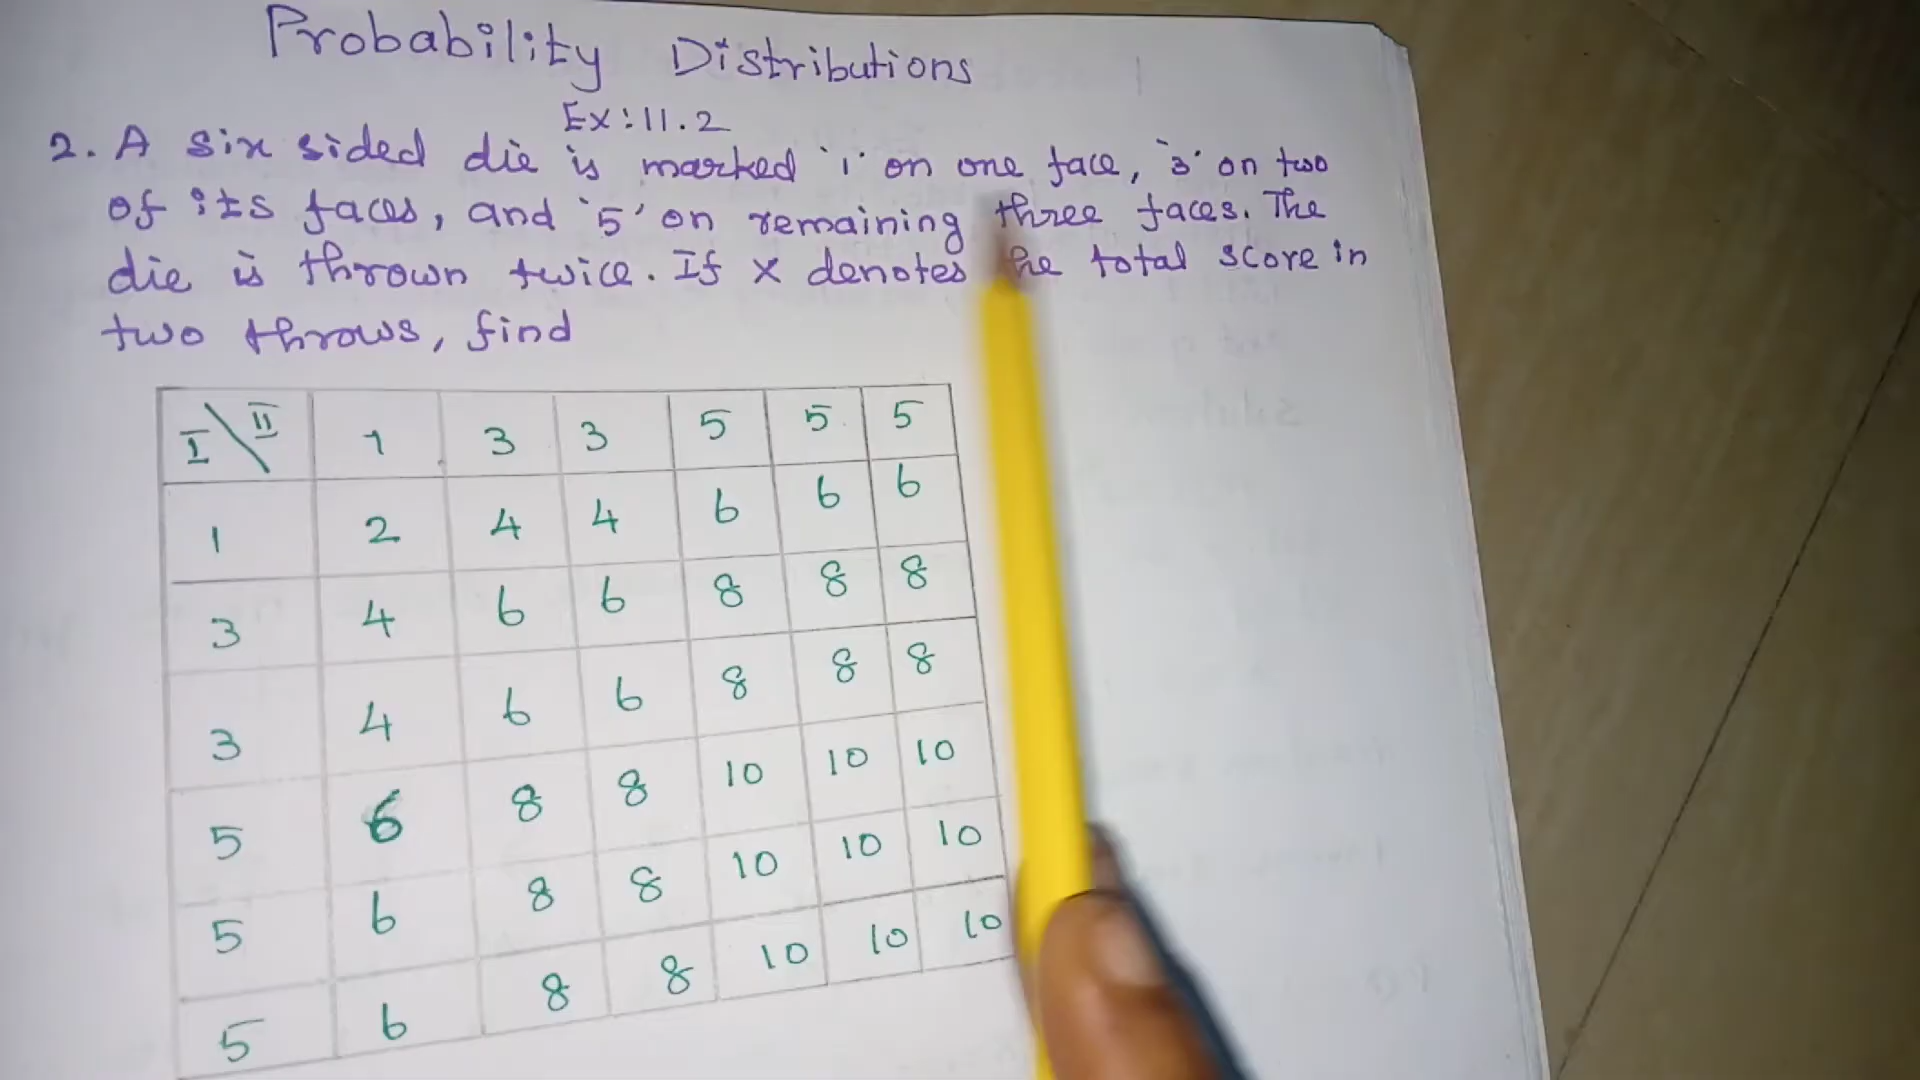 Probability Distributions
Ex: 11.2
2. A six sided die is marked '1' on one face, '3' on two
of its faces, and '5' on remaining three faces. The
die is thrown twice. If X denotes he total score in
two throws, find
I \ II 1 3 3 5 5 5
1 2 4 4 6 6 6
3 4 6 6 8 8 8
3 4 6 6 8 8 8
5 6 8 8 10 10 10
5 6 8 8 10 10 10
5 6 8 8 10 10 10